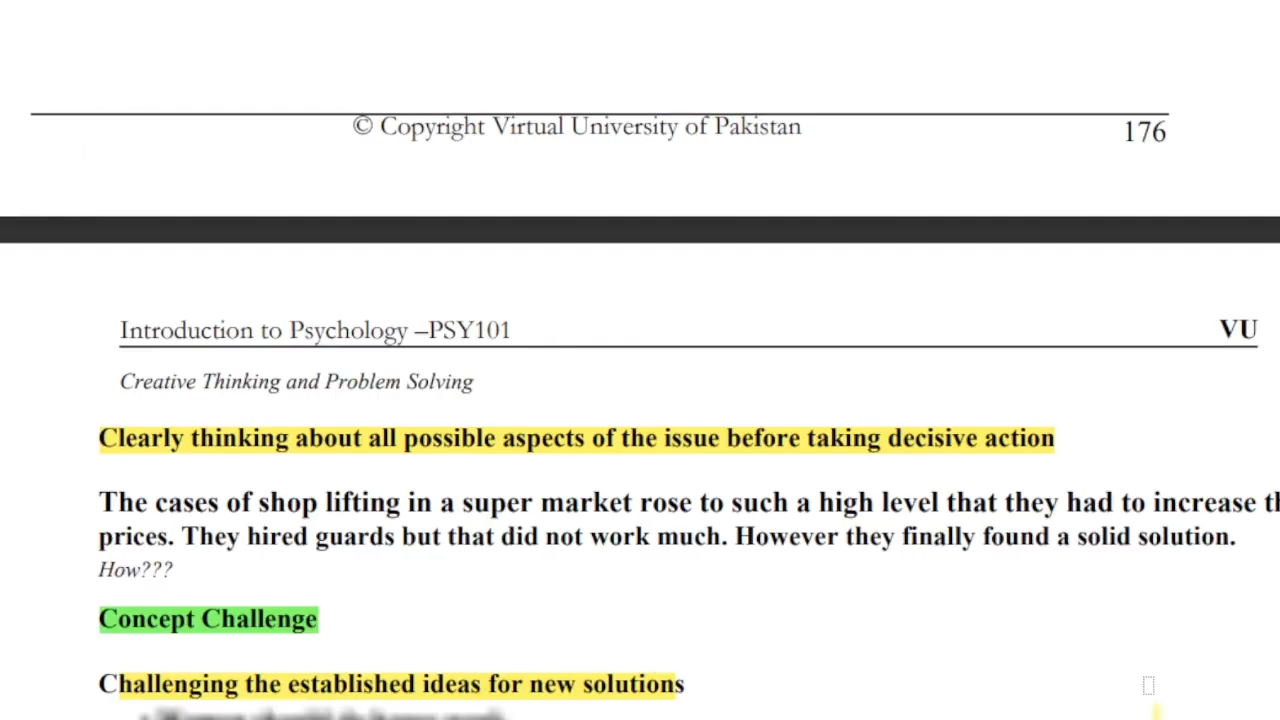 © Copyright Virtual University of Pakistan 176
Introduction to Psychology –PSY101 VU
Creative Thinking and Problem Solving
Clearly thinking about all possible aspects of the issue before taking decisive action
The cases of shop lifting in a super market rose to such a high level that they had to increase
prices. They hired guards but that did not work much. However they finally found a solid solution.
How???
Concept Challenge
Challenging the established ideas for new solutions